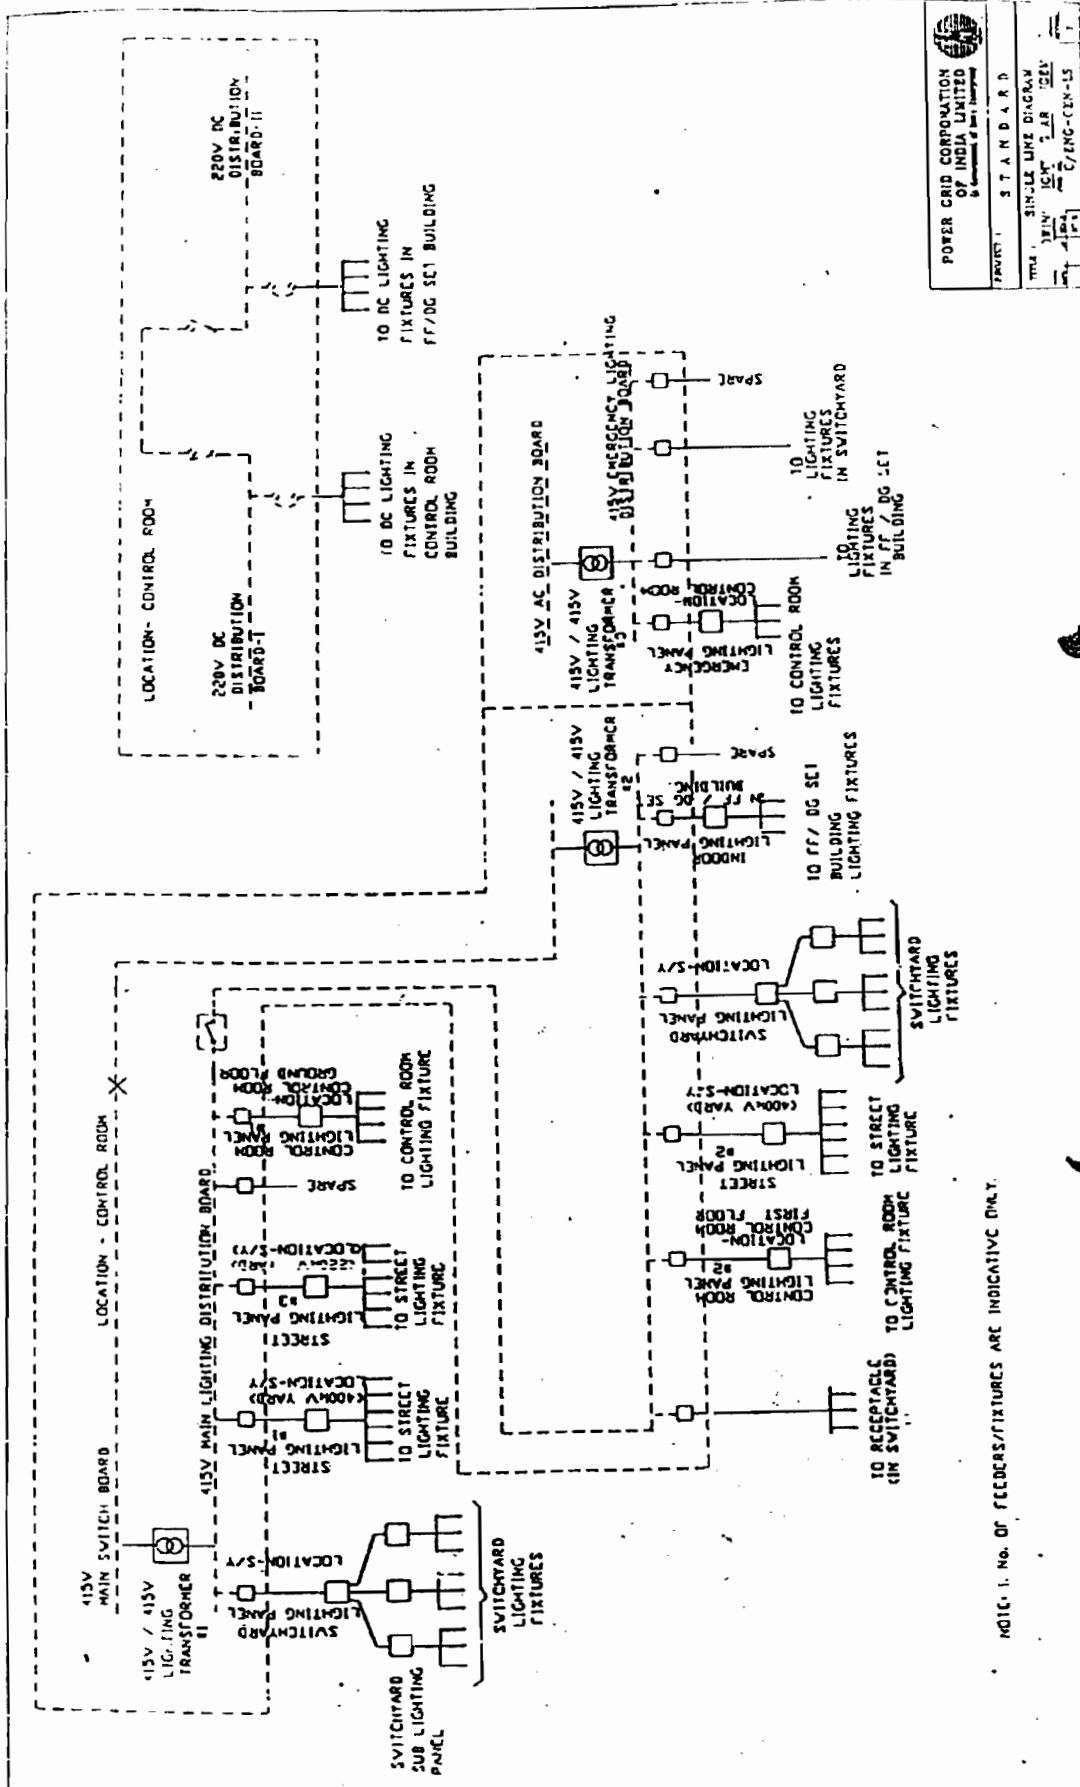 LOCATION- CONTROL ROOM
220V DC
DISTRIBUTION
BOARD-I
220V DC
DISTRIBUTION
BOARD-II
TO DC LIGHTING
FIXTURES IN
CONTROL ROOM
BUILDING
TO DC LIGHTING
FIXTURES IN
FF/DG SET BUILDING
415V
MAIN SWITCH BOARD
LOCATION - CONTROL ROOM
415V / 415V
LIGHTING
TRANSFORMER
#1
415V MAIN LIGHTING DISTRIBUTION BOARD
SWITCHYARD
LIGHTING PANEL
LOCATION-S/Y
SWITCHYARD
SUB LIGHTING
PANEL
SWITCHYARD
LIGHTING
FIXTURES
STREET
LIGHTING PANEL
#1
(400KV YARD)
LOCATION-S/Y
TO STREET
LIGHTING
FIXTURE
STREET
LIGHTING PANEL
#3
LOCATION-S/Y)
TO STREET
LIGHTING
FIXTURE
SPARE
CONTROL ROOM
LIGHTING PANEL
LOCATION-
CONTROL ROOM
GROUND FLOOR
TO CONTROL ROOM
LIGHTING FIXTURE
415V / 415V
LIGHTING
TRANSFORMER
#2
TO RECEPTACLE
(IN SWITCHYARD)
CONTROL ROOM
LIGHTING PANEL
#2
LOCATION-
CONTROL ROOM
FIRST FLOOR
TO CONTROL ROOM
LIGHTING FIXTURE
STREET
LIGHTING PANEL
#2
(400KV YARD)
LOCATION-S/Y
TO STREET
LIGHTING
FIXTURE
SWITCHYARD
LIGHTING PANEL
LOCATION-S/Y
SWITCHYARD
LIGHTING
FIXTURES
INDOOR
LIGHTING PANEL
FF / DG SE
BUILDING
TO FF/ DG SET
BUILDING
LIGHTING FIXTURES
SPARE
415V AC DISTRIBUTION BOARD
415V / 415V
LIGHTING
TRANSFORMER
#3
415V EMERGENCY LIGHTING
DISTRIBUTION BOARD
EMERGENCY
LIGHTING PANEL
LOCATION-
CONTROL ROOM
TO CONTROL ROOM
LIGHTING
FIXTURES
TO
LIGHTING
FIXTURES
IN FF / DG SET
BUILDING
TO
LIGHTING
FIXTURES
IN SWITCHYARD
SPARE
NOTE: 1. No. OF FEEDERS/FIXTURES ARE INDICATIVE ONLY.
POWER GRID CORPORATION
OF INDIA LIMITED
PROJECT : STANDARD
TITLE : SINGLE LINE DIAGRAM
C/ENG-GEN-LS